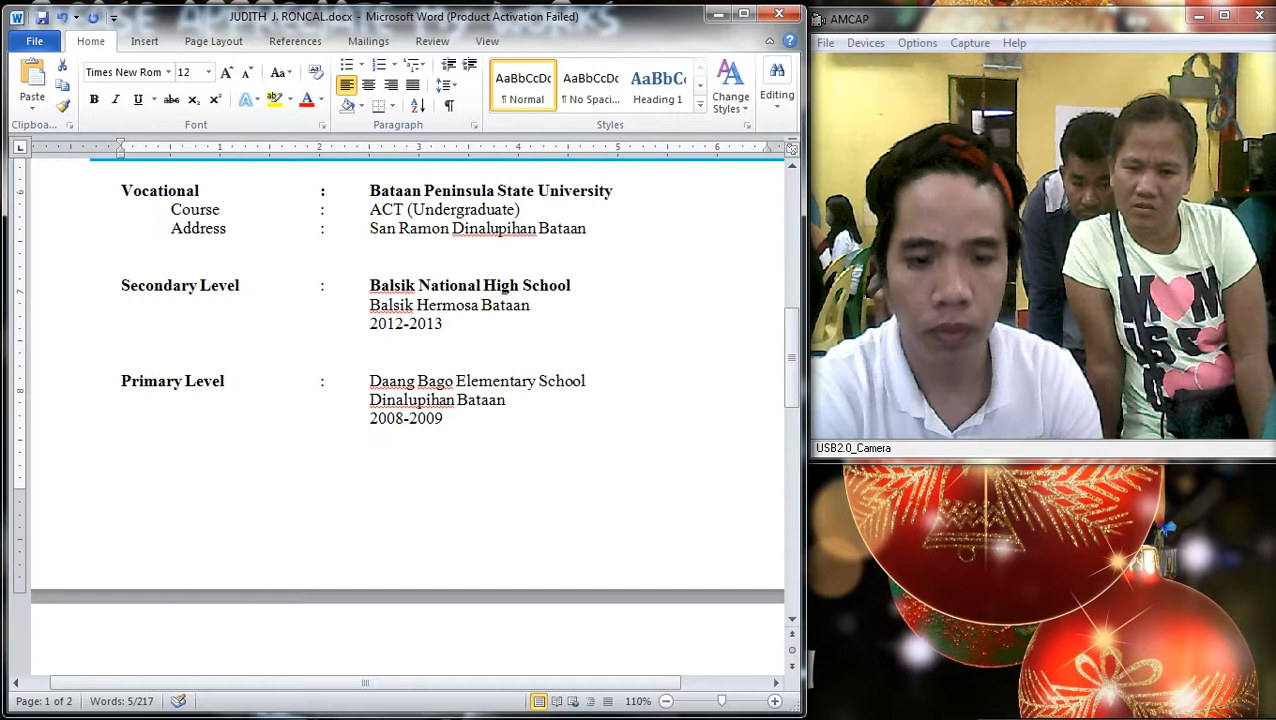 JUDITH J. RONCAL.docx - Microsoft Word (Product Activation Failed)
File Home Insert Page Layout References Mailings Review View
Paste
Times New Rom 12
AaBbCcDc AaBbCcDc AaBbCc
¶ Normal ¶ No Spaci... Heading 1
Change Styles
Editing
Clipboa... Font Paragraph Styles
Vocational : Bataan Peninsula State University
Course : ACT (Undergraduate)
Address : San Ramon Dinalupihan Bataan
Secondary Level : Balsik National High School
Balsik Hermosa Bataan
2012-2013
Primary Level : Daang Bago Elementary School
Dinalupihan Bataan
2008-2009
Page: 1 of 2 Words: 5/217 110%
AMCAP
File Devices Options Capture Help
USB2.0_Camera